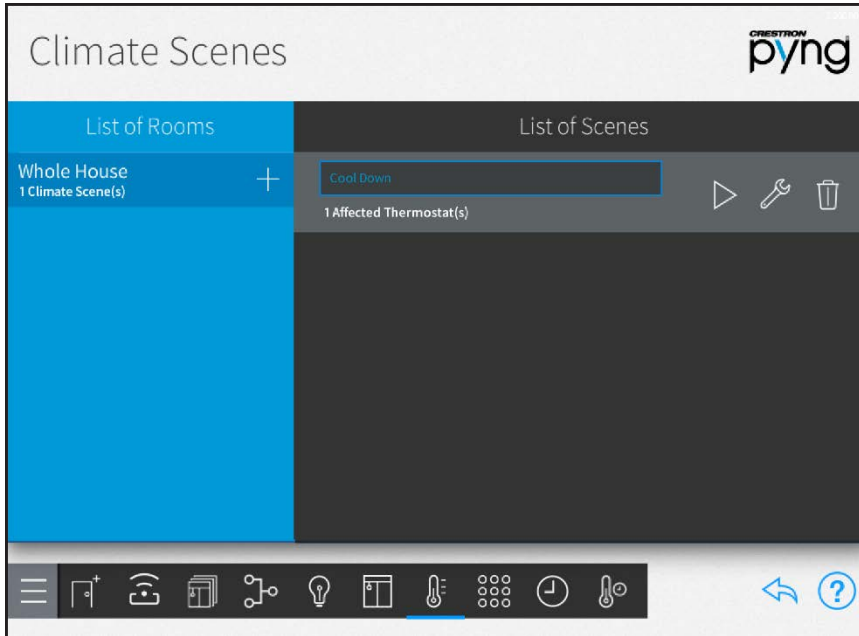 Climate Scenes
CRESTRON
pyng
List of Rooms
List of Scenes
Whole House
1 Climate Scene(s)
Cool Down
1 Affected Thermostat(s)
?